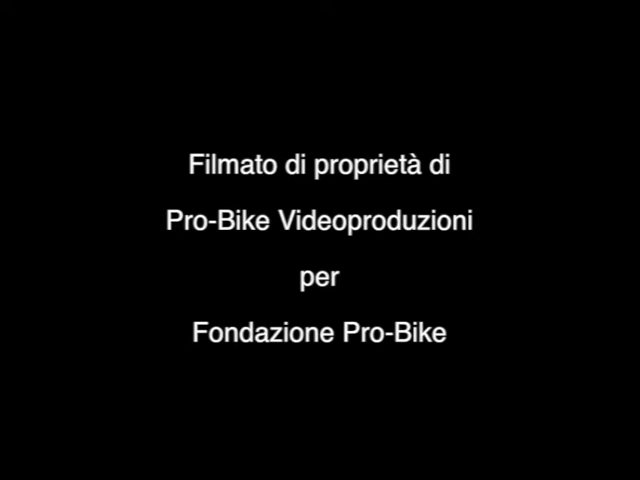 Filmato di proprietà di
Pro-Bike Videoproduzioni
per
Fondazione Pro-Bike